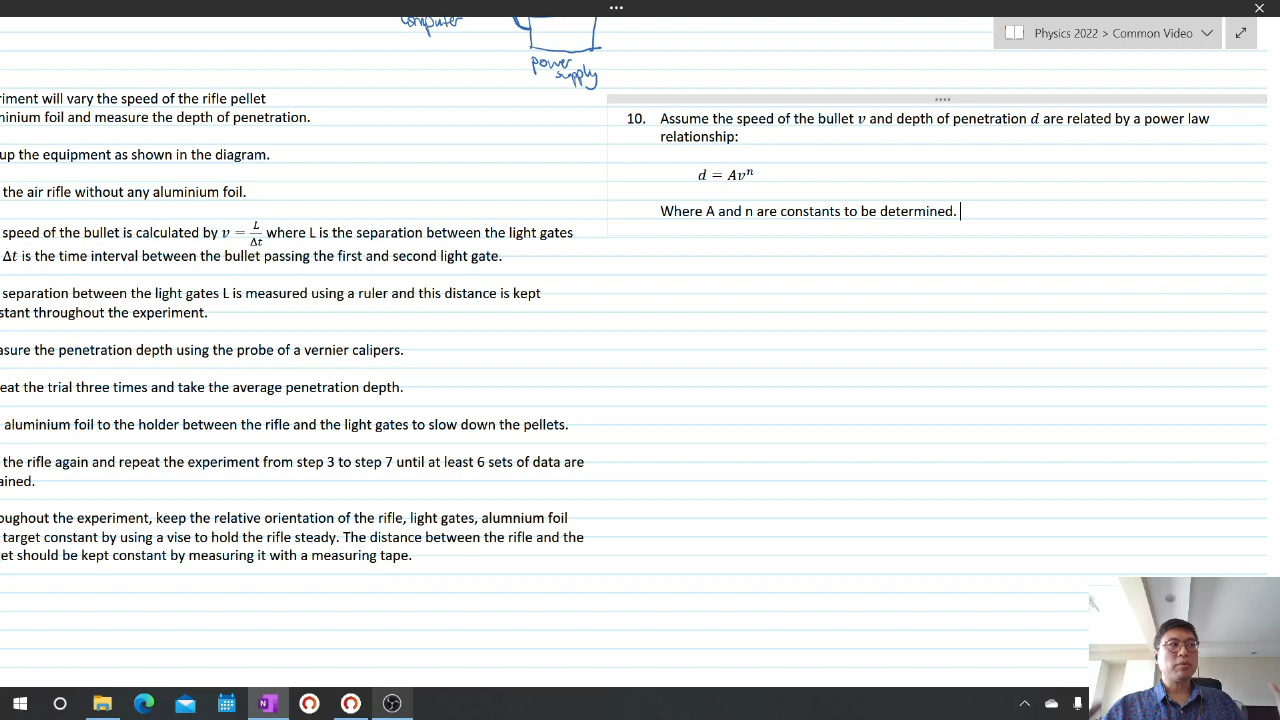 computer
power
supply
Physics 2022 > Common Video
riment will vary the speed of the rifle pellet
ninium foil and measure the depth of penetration.
up the equipment as shown in the diagram.
the air rifle without any aluminium foil.
speed of the bullet is calculated by v = L/Δt where L is the separation between the light gates
Δt is the time interval between the bullet passing the first and second light gate.
separation between the light gates L is measured using a ruler and this distance is kept
stant throughout the experiment.
asure the penetration depth using the probe of a vernier calipers.
eat the trial three times and take the average penetration depth.
aluminium foil to the holder between the rifle and the light gates to slow down the pellets.
the rifle again and repeat the experiment from step 3 to step 7 until at least 6 sets of data are
ained.
oughout the experiment, keep the relative orientation of the rifle, light gates, alumnium foil
target constant by using a vise to hold the rifle steady. The distance between the rifle and the
et should be kept constant by measuring it with a measuring tape.
10. Assume the speed of the bullet v and depth of penetration d are related by a power law
relationship:
d = Avⁿ
Where A and n are constants to be determined.